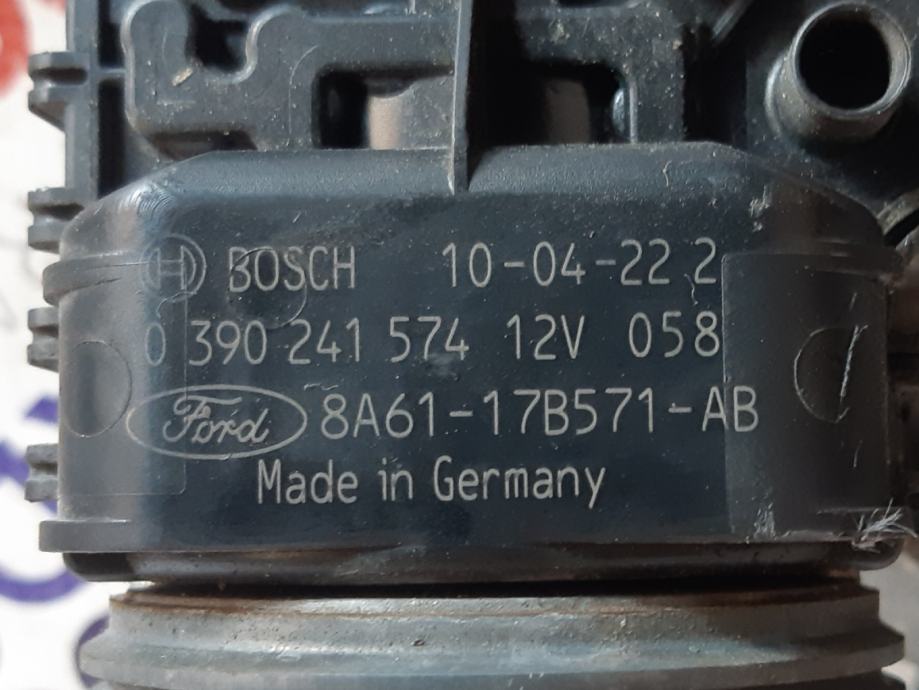 BOSCH 10-04-22 2
0 390 241 574 12V 058
Ford 8A61-17B571-AB
Made in Germany